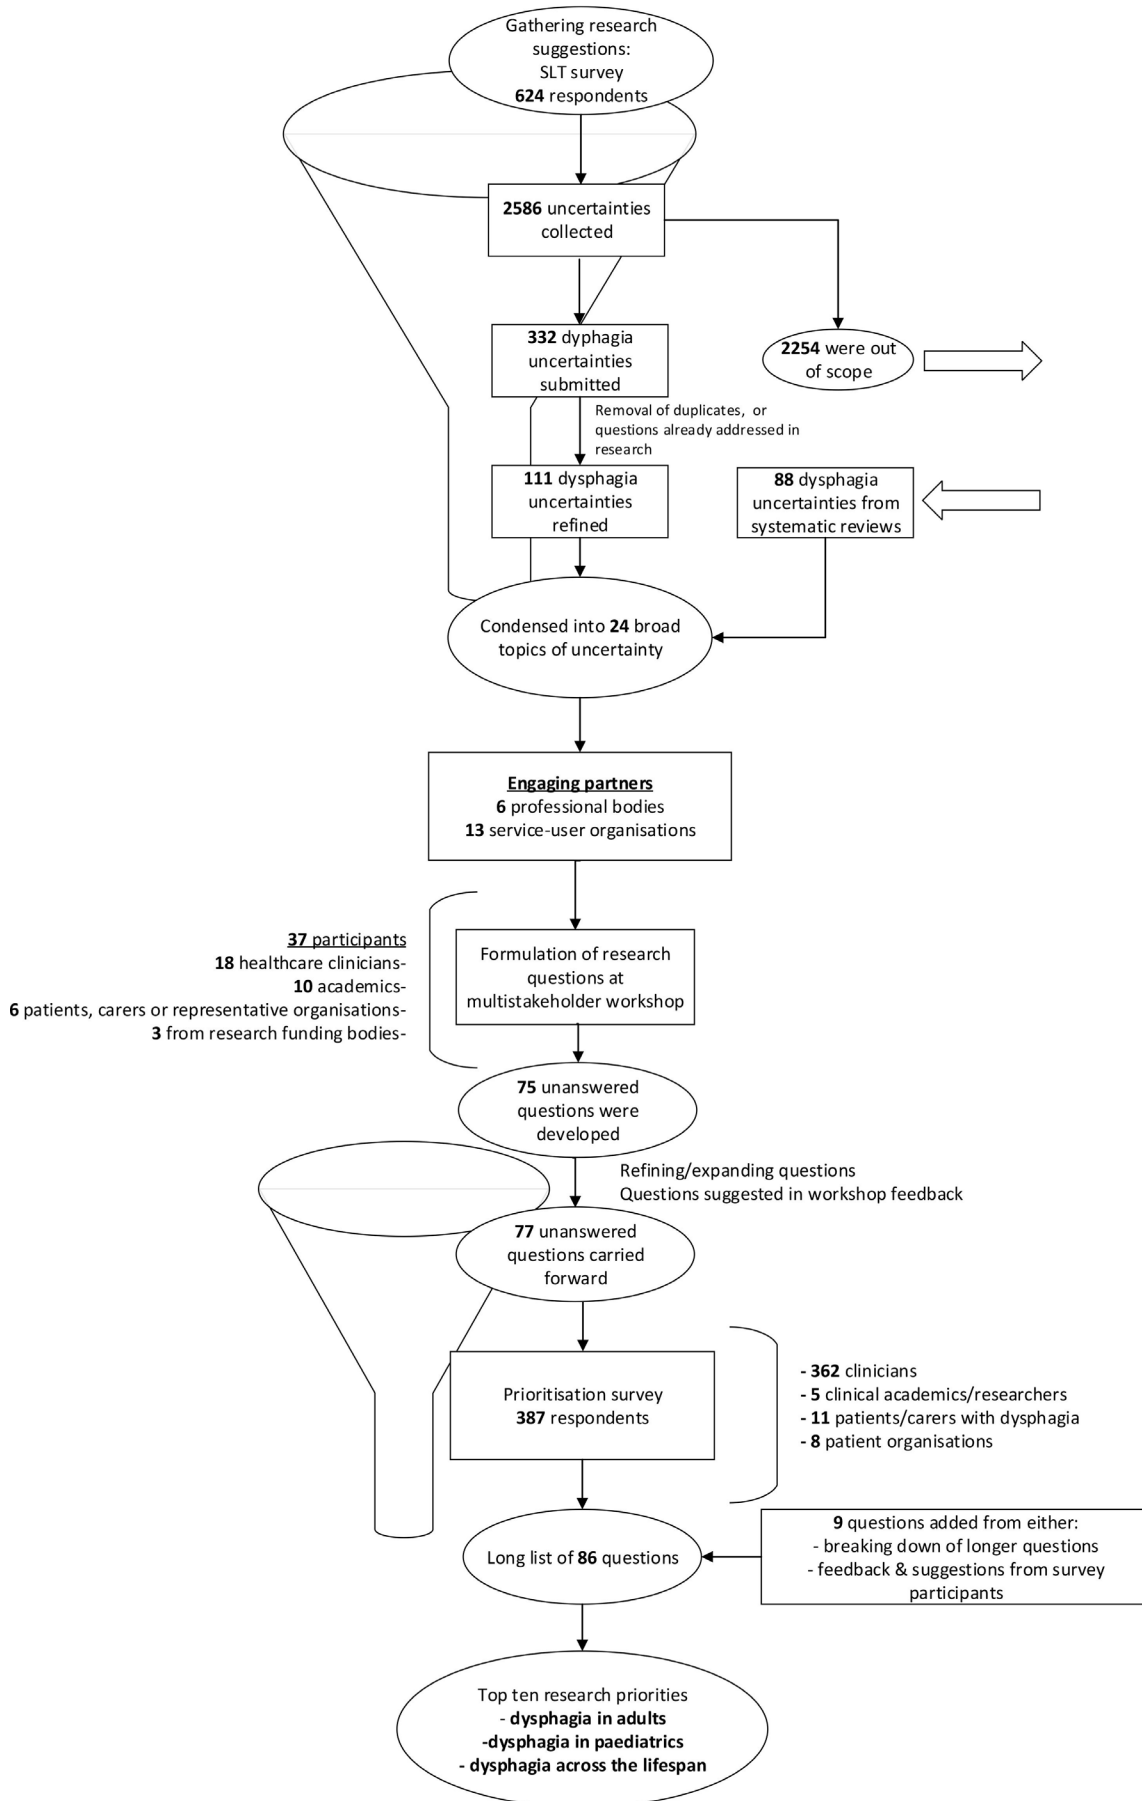 Gathering research
suggestions:
SLT survey
624 respondents
2586 uncertainties
collected
332 dyphagia
uncertainties
submitted
2254 were out
of scope
Removal of duplicates, or
questions already addressed in
research
111 dysphagia
uncertainties
refined
88 dysphagia
uncertainties from
systematic reviews
Condensed into 24 broad
topics of uncertainty
Engaging partners
6 professional bodies
13 service-user organisations
37 participants
18 healthcare clinicians-
10 academics-
6 patients, carers or representative organisations-
3 from research funding bodies-
Formulation of research
questions at
multistakeholder workshop
75 unanswered
questions were
developed
Refining/expanding questions
Questions suggested in workshop feedback
77 unanswered
questions carried
forward
Prioritisation survey
387 respondents
- 362 clinicians
- 5 clinical academics/researchers
- 11 patients/carers with dysphagia
- 8 patient organisations
9 questions added from either:
- breaking down of longer questions
- feedback & suggestions from survey
participants
Long list of 86 questions
Top ten research priorities
- dysphagia in adults
-dysphagia in paediatrics
- dysphagia across the lifespan